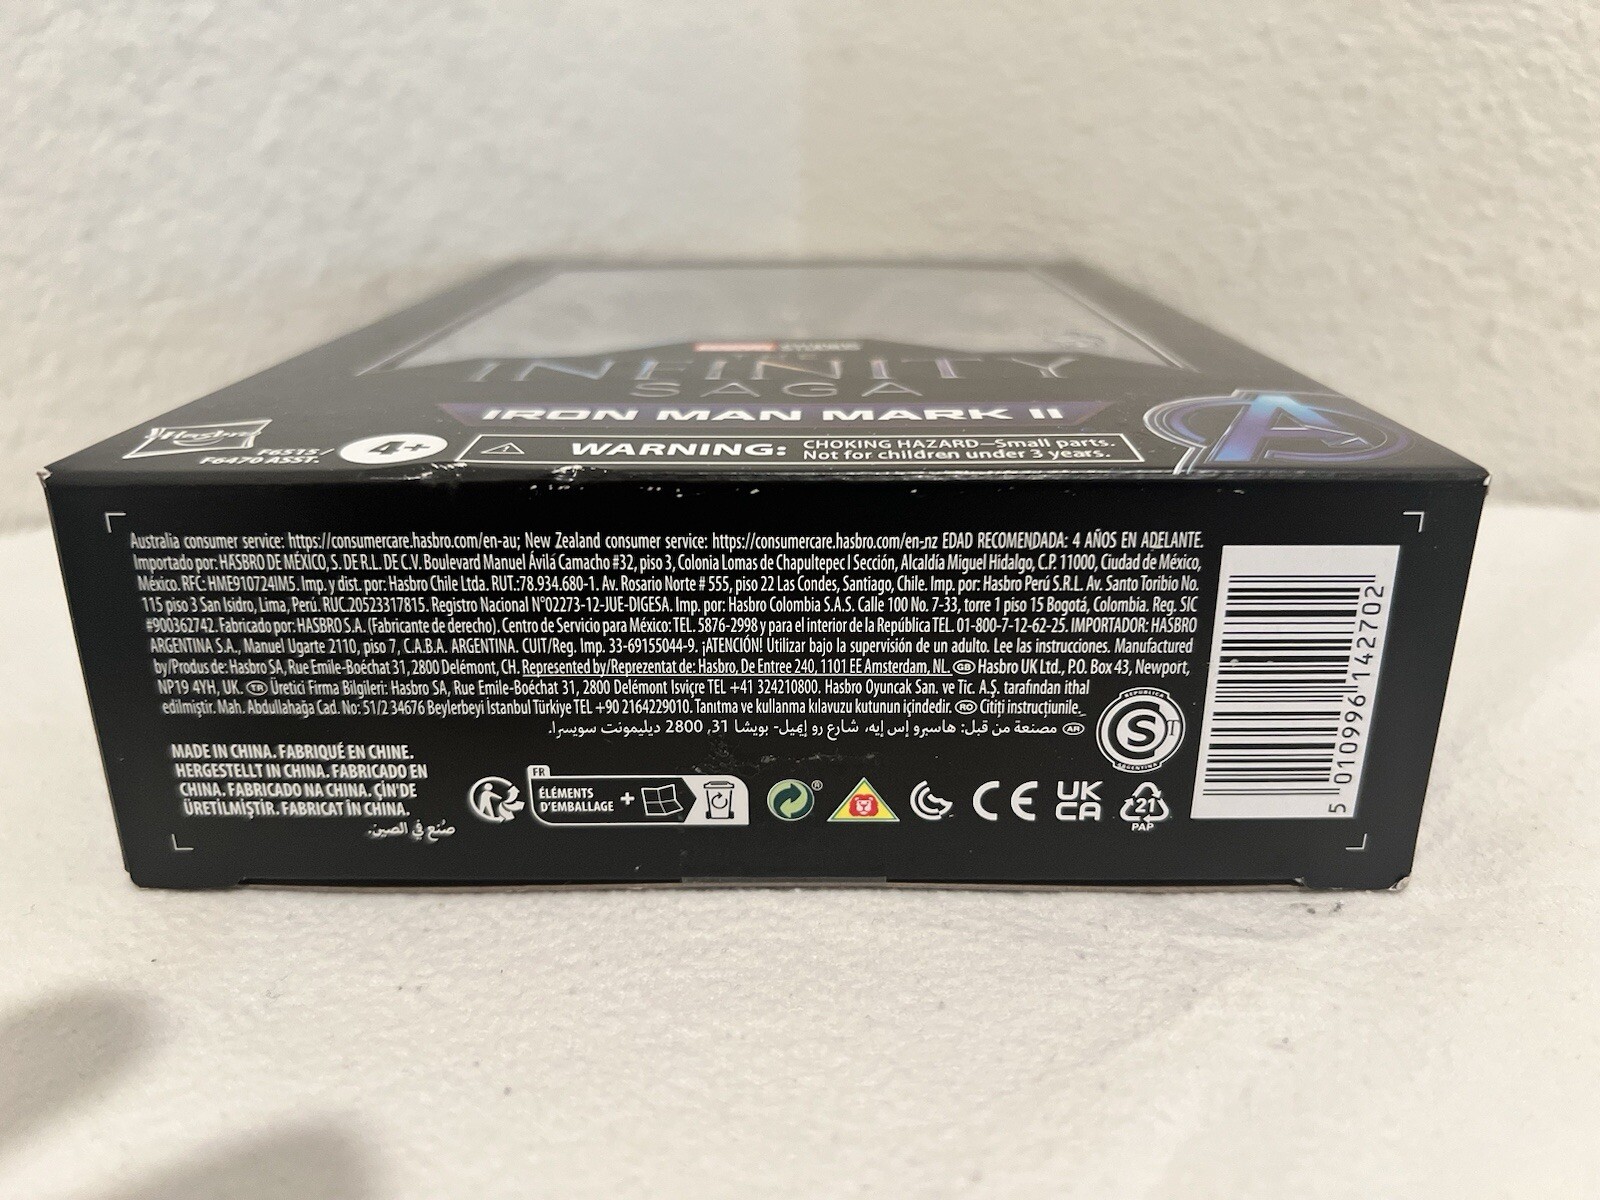 THE
INFINITY
SAGA
IRON MAN MARK II
Hasbro
F6515/
F6470 ASST.
4+
WARNING: CHOKING HAZARD—Small parts.
Not for children under 3 years.
Australia consumer service: https://consumercare.hasbro.com/en-au; New Zealand consumer service: https://consumercare.hasbro.com/en-nz EDAD RECOMENDADA: 4 AÑOS EN ADELANTE.
Importado por: HASBRO DE MÉXICO, S. DE R.L. DE C.V. Boulevard Manuel Ávila Camacho #32, piso 3, Colonia Lomas de Chapultepec I Sección, Alcaldía Miguel Hidalgo, C.P. 11000, Ciudad de México,
México. RFC: HME910724IM5. Imp. y dist. por: Hasbro Chile Ltda. RUT.:78.934.680-1. Av. Rosario Norte # 555, piso 22 Las Condes, Santiago, Chile. Imp. por: Hasbro Perú S.R.L. Av. Santo Toribio No.
115 piso 3 San Isidro, Lima, Perú. RUC.20523317815. Registro Nacional N°02273-12-JUE-DIGESA. Imp. por: Hasbro Colombia S.A.S. Calle 100 No. 7-33, torre 1 piso 15 Bogotá, Colombia. Reg. SIC
#900362742. Fabricado por: HASBRO S.A. (Fabricante de derecho). Centro de Servicio para México: TEL. 5876-2998 y para el interior de la República TEL. 01-800-7-12-62-25. IMPORTADOR: HASBRO
ARGENTINA S.A., Manuel Ugarte 2110, piso 7, C.A.B.A. ARGENTINA. CUIT/Reg. Imp. 33-69155044-9. ¡ATENCIÓN! Utilizar bajo la supervisión de un adulto. Lee las instrucciones. Manufactured
by/Produs de: Hasbro SA, Rue Emile-Boéchat 31, 2800 Delémont, CH. Represented by/Reprezentat de: Hasbro, De Entree 240, 1101 EE Amsterdam, NL. GB Hasbro UK Ltd., P.O. Box 43, Newport,
NP19 4YH, UK. TR Üretici Firma Bilgileri: Hasbro SA, Rue Emile-Boéchat 31, 2800 Delémont Isviçre TEL +41 324210800. Hasbro Oyuncak San. ve Tic. A.Ş. tarafından ithal
edilmiştir. Mah. Abdullahağa Cad. No: 51/2 34676 Beylerbeyi İstanbul Türkiye TEL +90 2164229010. Tanıtma ve kullanma kılavuzu kutunun içindedir. RO Citiți instrucțiunile.
AR مصنعة من قبل: هاسبرو إس إيه، شارع رو إميل- بويشا 31, 2800 ديليمونت سويسرا.
MADE IN CHINA. FABRIQUÉ EN CHINE.
HERGESTELLT IN CHINA. FABRICADO EN
CHINA. FABRICADO NA CHINA. ÇİN'DE
ÜRETİLMİŞTİR. FABRICAT ÎN CHINA.
صُنع في الصين.
FR
ÉLÉMENTS
D'EMBALLAGE +
®
CE
UK
CA
21
PAP
REPUBLICA
S
ARGENTINA
5 010996 142702